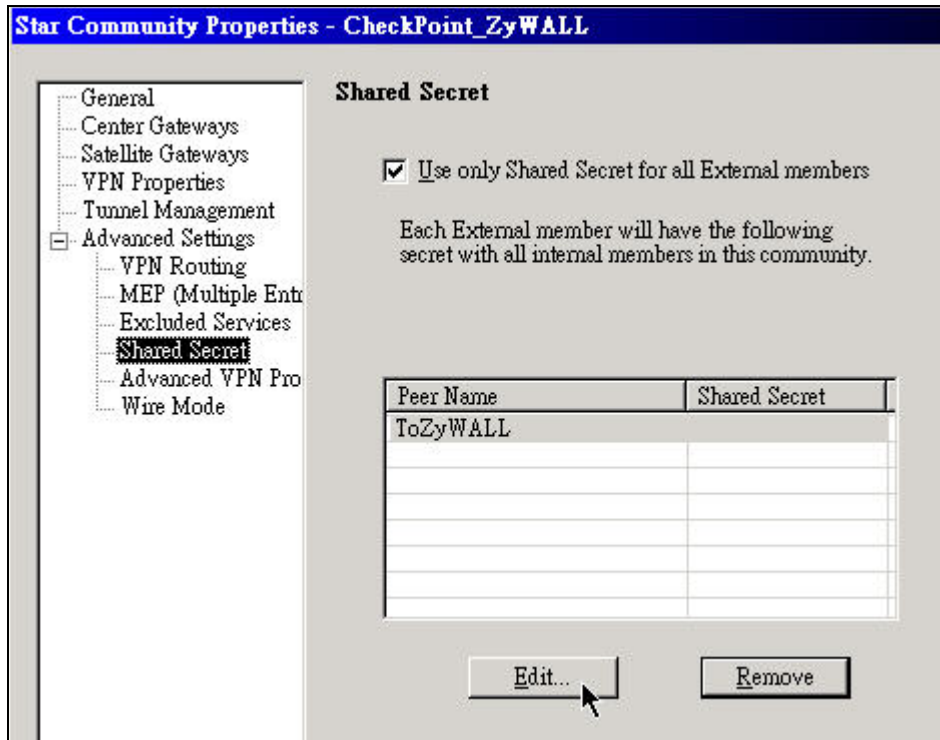 Star Community Properties - CheckPoint_ZyWALL
General
Center Gateways
Satellite Gateways
VPN Properties
Tunnel Management
Advanced Settings
VPN Routing
MEP (Multiple Entr
Excluded Services
Shared Secret
Advanced VPN Pro
Wire Mode
Shared Secret
Use only Shared Secret for all External members
Each External member will have the following
secret with all internal members in this community.
Peer Name Shared Secret
ToZyWALL
Edit... Remove